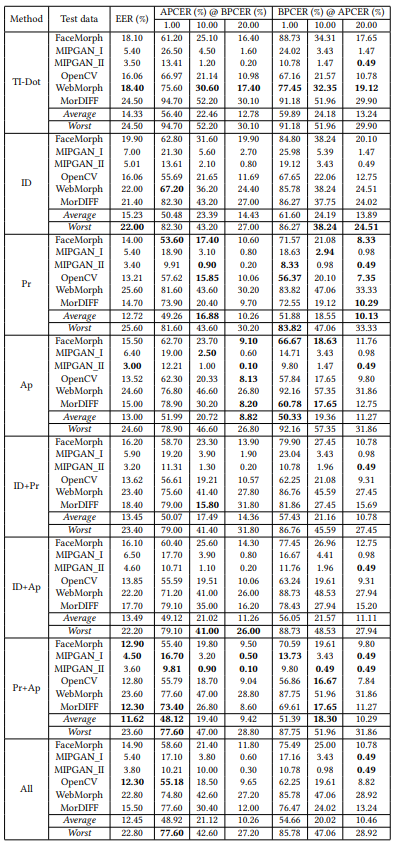 Method Test data EER (%) APCER (%) @ BPCER (%) BPCER (%) @ APCER (%)
1.00 10.00 20.00 1.00 10.00 20.00
FaceMorph 18.10 61.20 25.10 16.40 88.73 34.31 17.65
MIPGAN_I 5.40 26.50 4.50 1.60 24.02 3.43 1.47
MIPGAN_II 3.50 13.41 1.20 0.20 10.78 1.47 0.49
TI-Dot OpenCV 16.06 66.97 21.14 10.98 67.16 21.57 10.78
WebMorph 18.40 75.60 30.60 17.40 77.45 32.35 19.12
MorDIFF 24.50 94.70 52.20 30.10 91.18 51.96 29.90
Average 14.33 56.40 22.46 12.78 59.89 24.18 13.24
Worst 24.50 94.70 52.20 30.10 91.18 51.96 29.90
FaceMorph 19.90 62.80 31.60 19.90 84.80 38.24 20.10
MIPGAN_I 7.00 21.30 5.60 2.70 25.98 5.39 1.47
MIPGAN_II 5.01 13.61 2.10 0.80 19.12 3.43 0.49
ID OpenCV 16.06 55.69 21.65 11.69 67.65 22.06 12.75
WebMorph 22.00 67.20 36.20 24.40 85.78 38.24 24.51
MorDIFF 21.40 82.30 43.20 27.00 86.27 37.75 24.02
Average 15.23 50.48 23.39 14.43 61.60 24.19 13.89
Worst 22.00 82.30 43.20 27.00 86.27 38.24 24.51
FaceMorph 14.00 53.60 17.40 10.60 71.57 21.08 8.33
MIPGAN_I 5.40 18.90 3.10 0.80 18.63 2.94 0.98
MIPGAN_II 3.40 9.91 0.90 0.20 8.33 0.98 0.49
Pr OpenCV 13.21 57.62 15.85 10.06 56.37 20.10 7.35
WebMorph 25.60 81.60 43.60 30.20 83.82 47.06 33.33
MorDIFF 14.70 73.90 20.40 9.70 72.55 19.12 10.29
Average 12.72 49.26 16.88 10.26 51.88 18.55 10.13
Worst 25.60 81.60 43.60 30.20 83.82 47.06 33.33
FaceMorph 15.50 62.70 23.70 9.10 66.67 18.63 11.76
MIPGAN_I 6.40 19.00 2.50 0.60 14.71 3.43 0.98
MIPGAN_II 3.00 12.31 1.00 0.10 9.80 1.47 0.49
Ap OpenCV 13.52 62.30 20.33 8.13 57.84 17.65 9.80
WebMorph 24.60 76.80 46.60 26.80 92.16 57.35 31.86
MorDIFF 15.00 78.90 30.20 8.20 60.78 17.65 12.75
Average 13.00 51.99 20.72 8.82 50.33 19.36 11.27
Worst 24.60 78.90 46.60 26.80 92.16 57.35 31.86
FaceMorph 16.20 58.70 23.30 13.90 79.90 27.45 10.78
MIPGAN_I 5.90 19.20 3.90 1.90 23.04 3.43 0.98
MIPGAN_II 3.20 11.31 1.30 0.20 10.78 1.96 0.49
ID+Pr OpenCV 13.62 56.61 19.21 10.57 62.25 21.08 9.31
WebMorph 23.40 75.60 41.40 27.80 86.76 45.59 27.45
MorDIFF 18.40 79.00 15.80 31.80 81.86 27.45 15.69
Average 13.45 50.07 17.49 14.36 57.43 21.16 10.78
Worst 23.40 79.00 41.40 31.80 86.76 45.59 27.45
FaceMorph 16.10 60.40 25.60 14.30 77.45 26.96 12.75
MIPGAN_I 6.50 17.70 3.90 0.80 16.67 4.41 0.98
MIPGAN_II 4.60 10.71 1.10 0.20 11.76 1.96 0.49
ID+Ap OpenCV 13.85 55.59 19.51 10.06 63.24 19.61 9.31
WebMorph 22.20 71.20 41.00 26.00 88.73 48.53 27.94
MorDIFF 17.70 79.10 35.00 16.20 78.43 27.94 15.20
Average 13.49 49.12 21.02 11.26 56.05 21.57 11.11
Worst 22.20 79.10 41.00 26.00 88.73 48.53 27.94
FaceMorph 12.90 55.40 19.80 9.50 70.59 19.61 9.80
MIPGAN_I 4.50 16.70 3.20 0.50 13.73 3.43 0.49
MIPGAN_II 3.60 9.81 0.90 0.10 9.80 0.49 0.49
Pr+Ap OpenCV 12.80 55.79 18.70 9.04 56.86 16.67 7.84
WebMorph 23.60 77.60 47.00 28.80 87.75 51.96 31.86
MorDIFF 12.30 73.40 26.80 8.60 69.61 17.65 11.27
Average 11.62 48.12 19.40 9.42 51.39 18.30 10.29
Worst 23.60 77.60 47.00 28.80 87.75 51.96 31.86
FaceMorph 14.90 58.60 21.40 11.80 75.49 25.00 10.78
MIPGAN_I 5.40 17.10 3.80 0.60 17.16 3.43 0.49
MIPGAN_II 3.80 10.21 10.00 0.30 10.78 0.98 0.49
All OpenCV 12.30 55.18 18.50 9.65 62.25 19.61 8.82
WebMorph 22.80 74.80 42.60 27.20 85.78 47.06 28.92
MorDIFF 15.50 77.60 30.40 12.00 76.47 24.02 13.24
Average 12.45 48.92 21.12 10.26 54.66 20.02 10.46
Worst 22.80 77.60 42.60 27.20 85.78 47.06 28.92